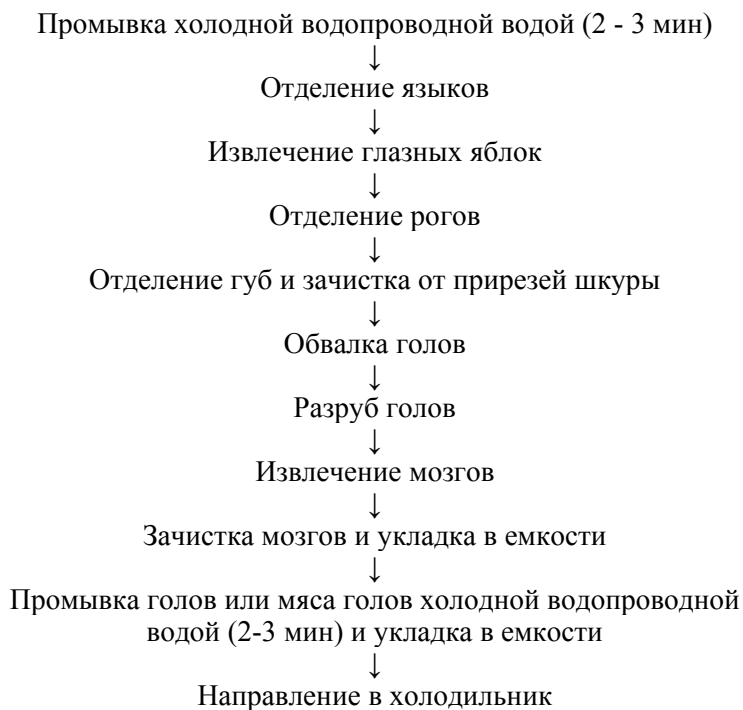 Промывка холодной водопроводной водой (2 - 3 мин)
↓
Отделение языков
↓
Извлечение глазных яблок
↓
Отделение рогов
↓
Отделение губ и зачистка от прирезей шкуры
↓
Обвалка голов
↓
Разруб голов
↓
Извлечение мозгов
↓
Зачистка мозгов и укладка в емкости
↓
Промывка голов или мяса голов холодной водопроводной
водой (2-3 мин) и укладка в емкости
↓
Направление в холодильник